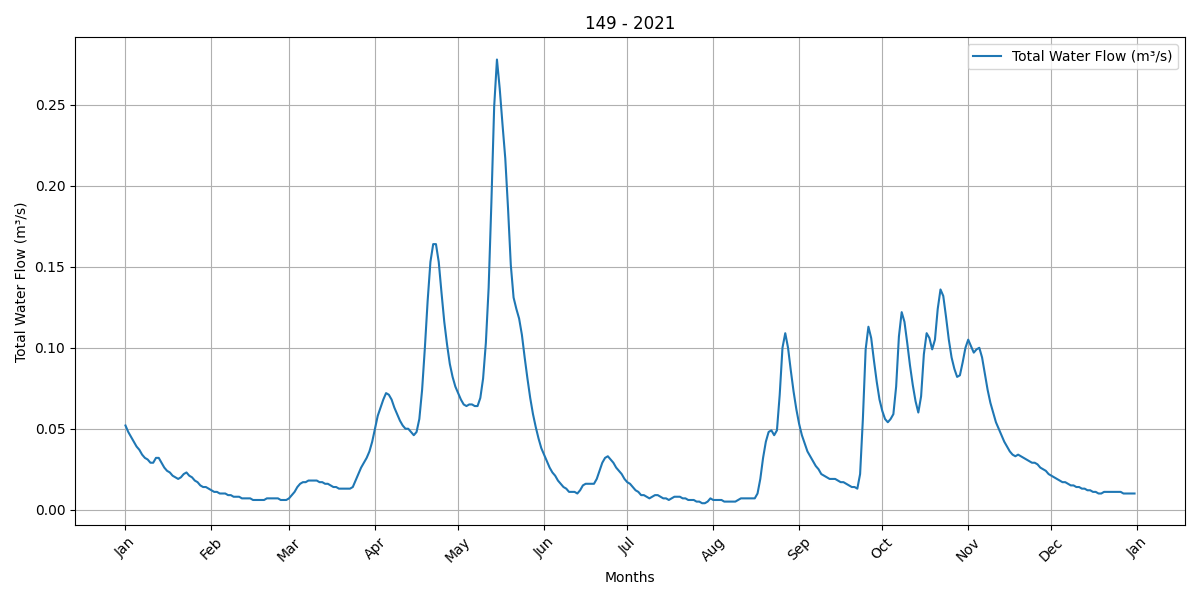 149 - 2021
Total Water Flow (m³/s)
Total Water Flow (m³/s)
0.25
0.20
0.15
0.10
0.05
0.00
Jan Feb Mar Apr May Jun Jul Aug Sep Oct Nov Dec Jan
Months